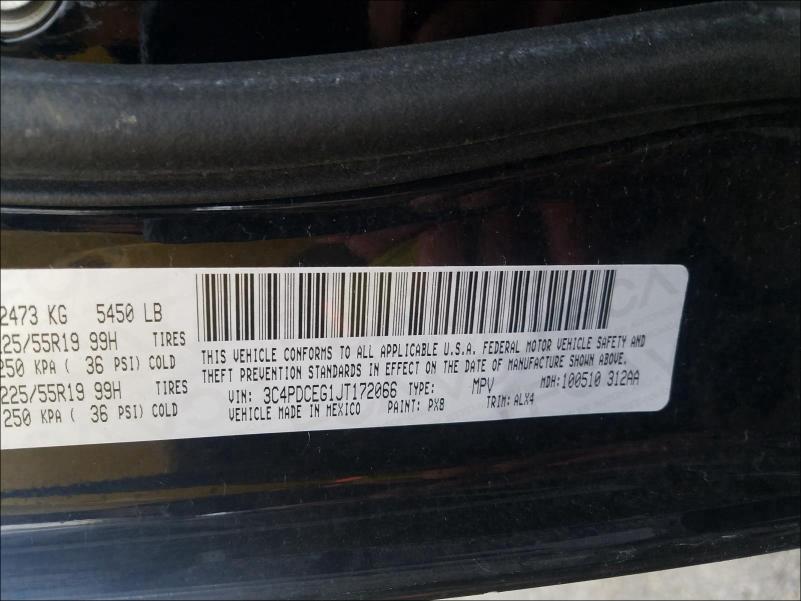 2473 KG 5450 LB
225/55R19 99H TIRES
250 KPA ( 36 PSI) COLD
225/55R19 99H TIRES
250 KPA ( 36 PSI) COLD
THIS VEHICLE CONFORMS TO ALL APPLICABLE U.S.A. FEDERAL MOTOR VEHICLE SAFETY AND
THEFT PREVENTION STANDARDS IN EFFECT ON THE DATE OF MANUFACTURE SHOWN ABOVE.
VIN: 3C4PDCEG1JT172066 TYPE: MPV MDH:100510 312AA
VEHICLE MADE IN MEXICO PAINT: PX8 TRIM: ALX4